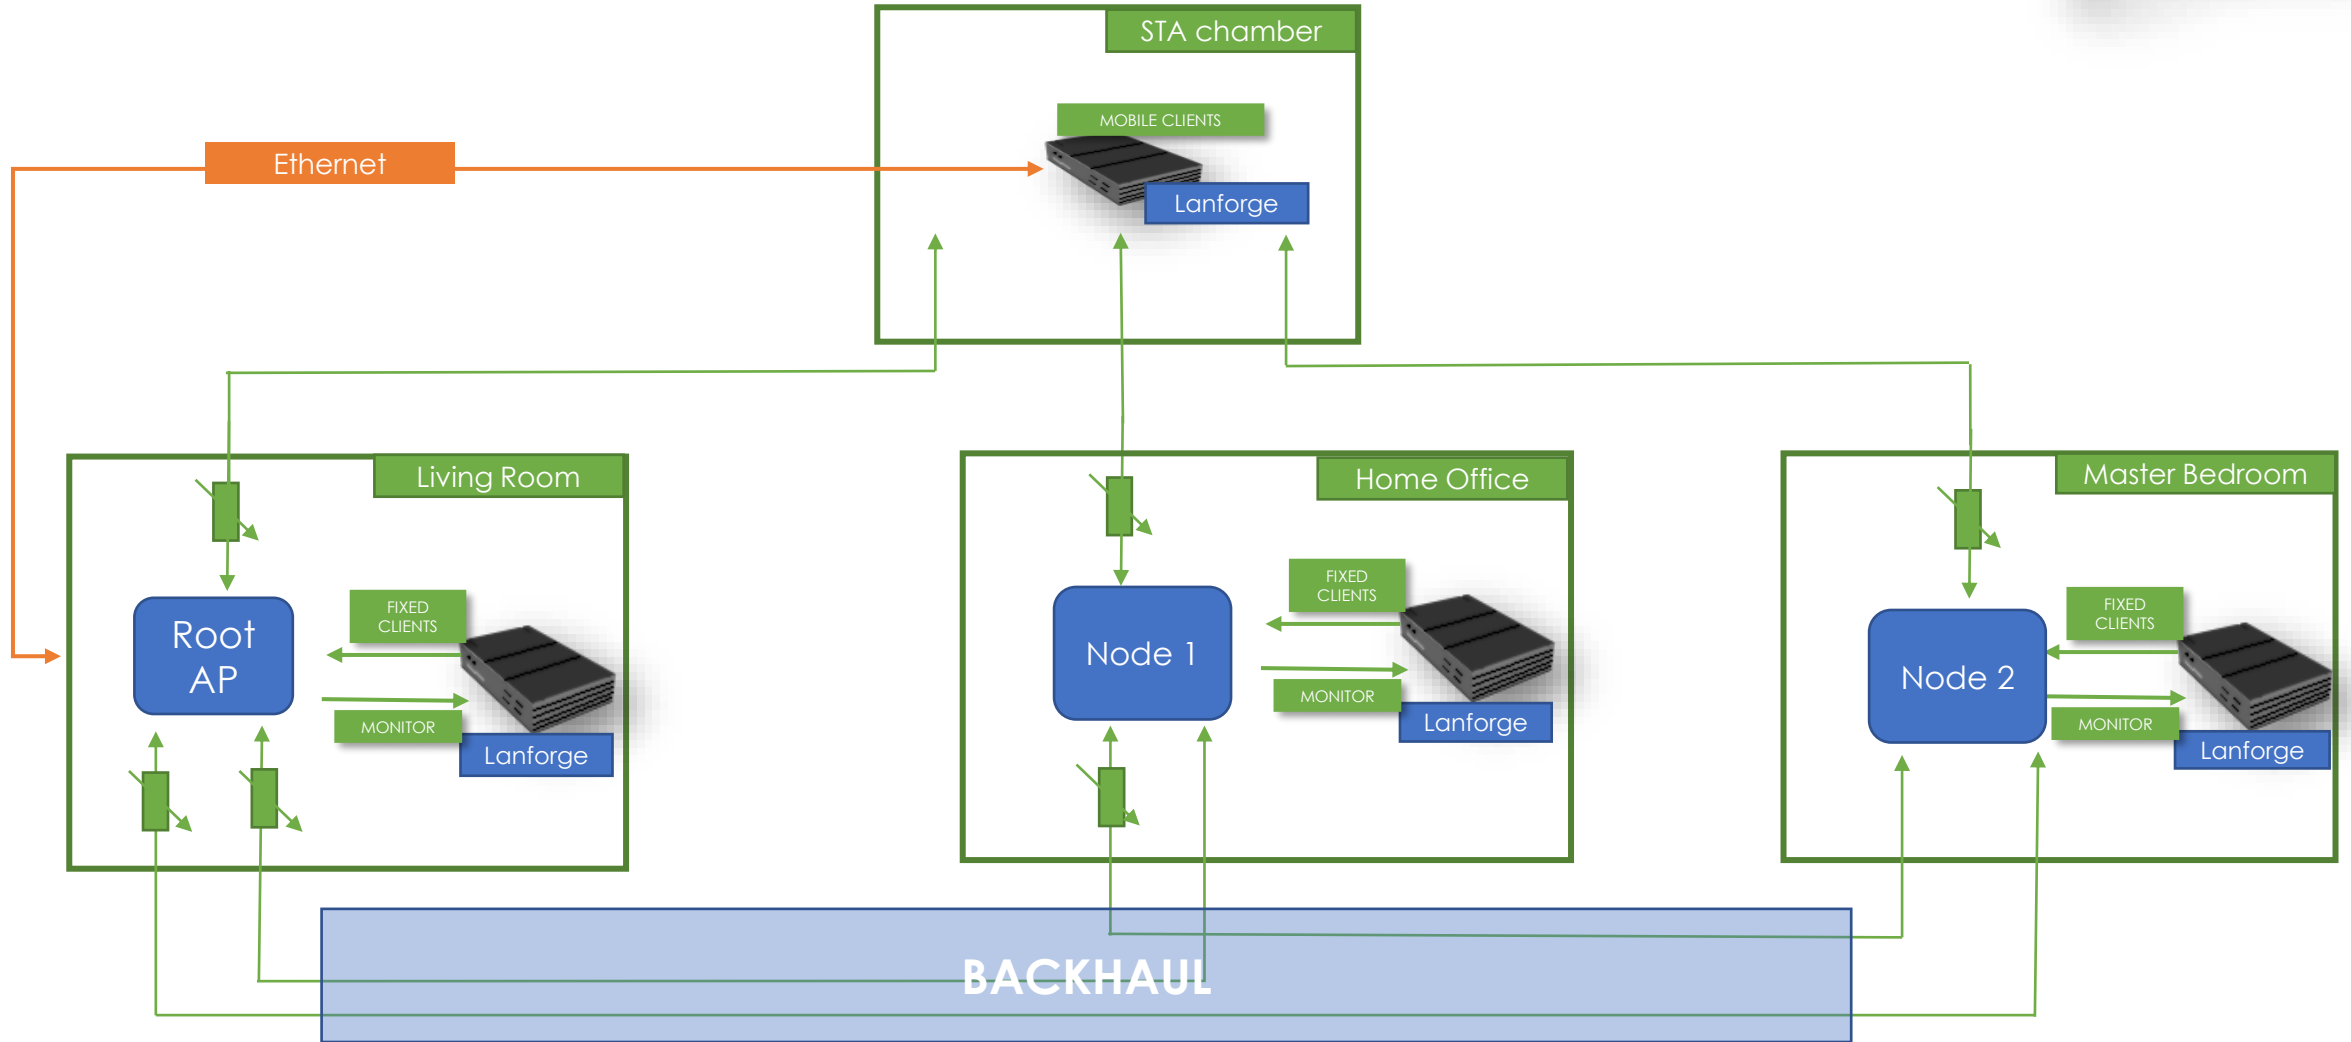 STA chamber
MOBILE CLIENTS
Ethernet
Lanforge
Living Room
Home Office
Master Bedroom
FIXED
CLIENTS
Root
AP
MONITOR
Lanforge
FIXED
CLIENTS
Node 1
MONITOR
Lanforge
FIXED
CLIENTS
Node 2
MONITOR
Lanforge
BACKHAUL